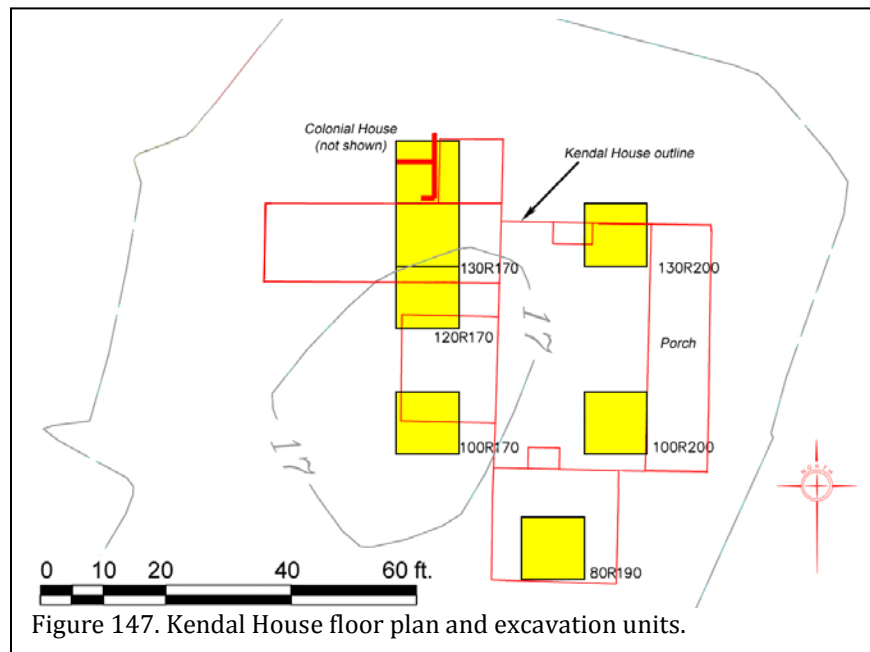 Colonial House
(not shown)
Kendal House outline
130R170
130R200
17
120R170
Porch
17
100R170
100R200
NORTH
80R190
0 10 20 40 60 ft.
Figure 147. Kendal House floor plan and excavation units.